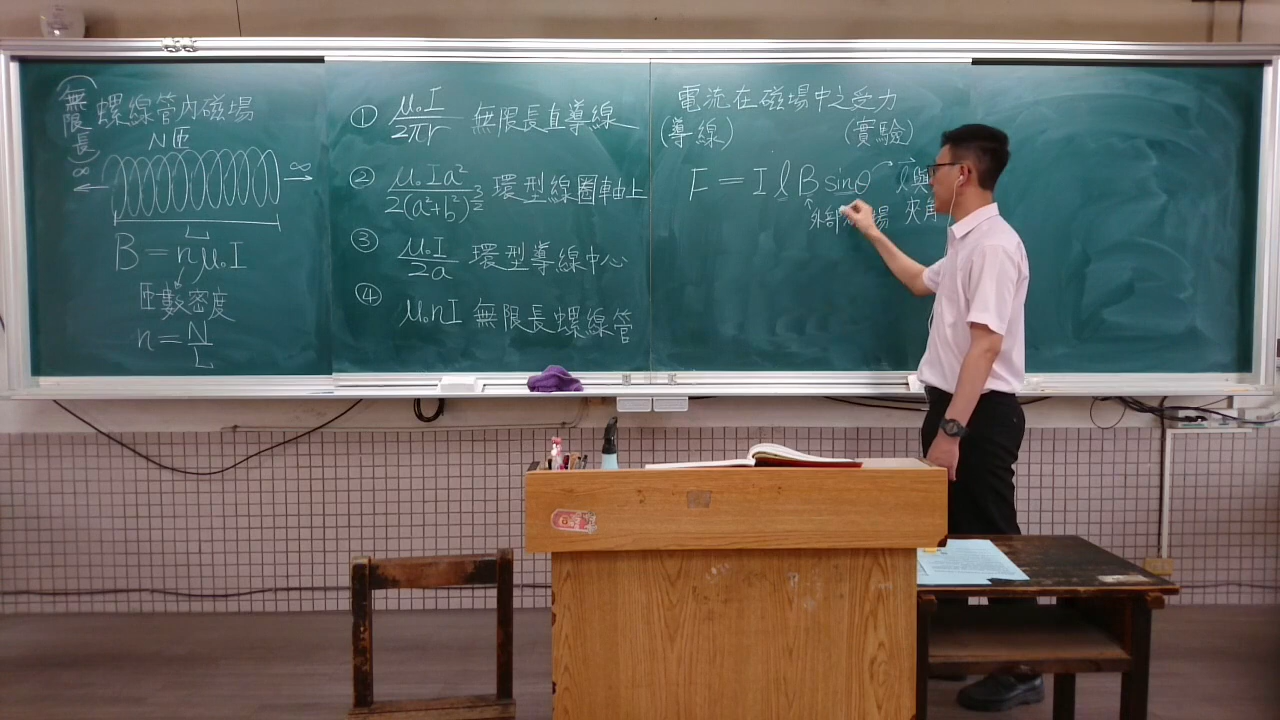 (無限長)
螺線管內磁場
N匝
∞ ∞
L
B = nμ₀I
匝數密度
n = N/L
① μ₀I/2πr 無限長直導線
② μ₀Ia²/2(a²+b²)^3/2 環型線圈軸上
③ μ₀I/2a 環型導線中心
④ μ₀nI 無限長螺線管
電流在磁場中之受力
(導線) (實驗)
F = I ℓ B sinθ ℓ⃗與
外部 場 夾角